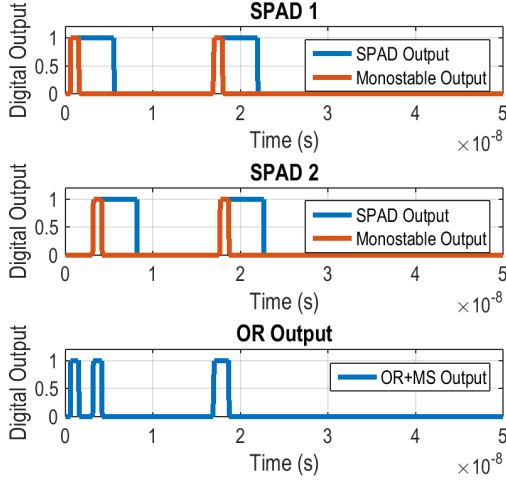 SPAD 1
Digital Output
1
0.5
0
SPAD Output
Monostable Output
0 1 2 3 4 5
Time (s)
×10^-8
SPAD 2
Digital Output
1
0.5
0
SPAD Output
Monostable Output
0 1 2 3 4 5
Time (s)
×10^-8
OR Output
Digital Output
1
0.5
0
OR+MS Output
0 1 2 3 4 5
Time (s)
×10^-8